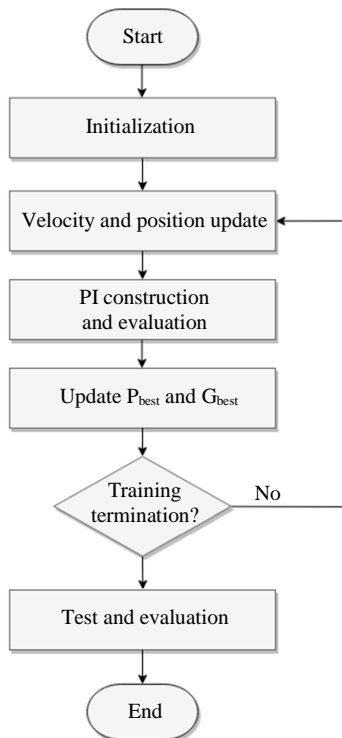 Start
Initialization
Velocity and position update
PI construction
and evaluation
Update Pbest and Gbest
Training
termination?
No
Test and evaluation
End